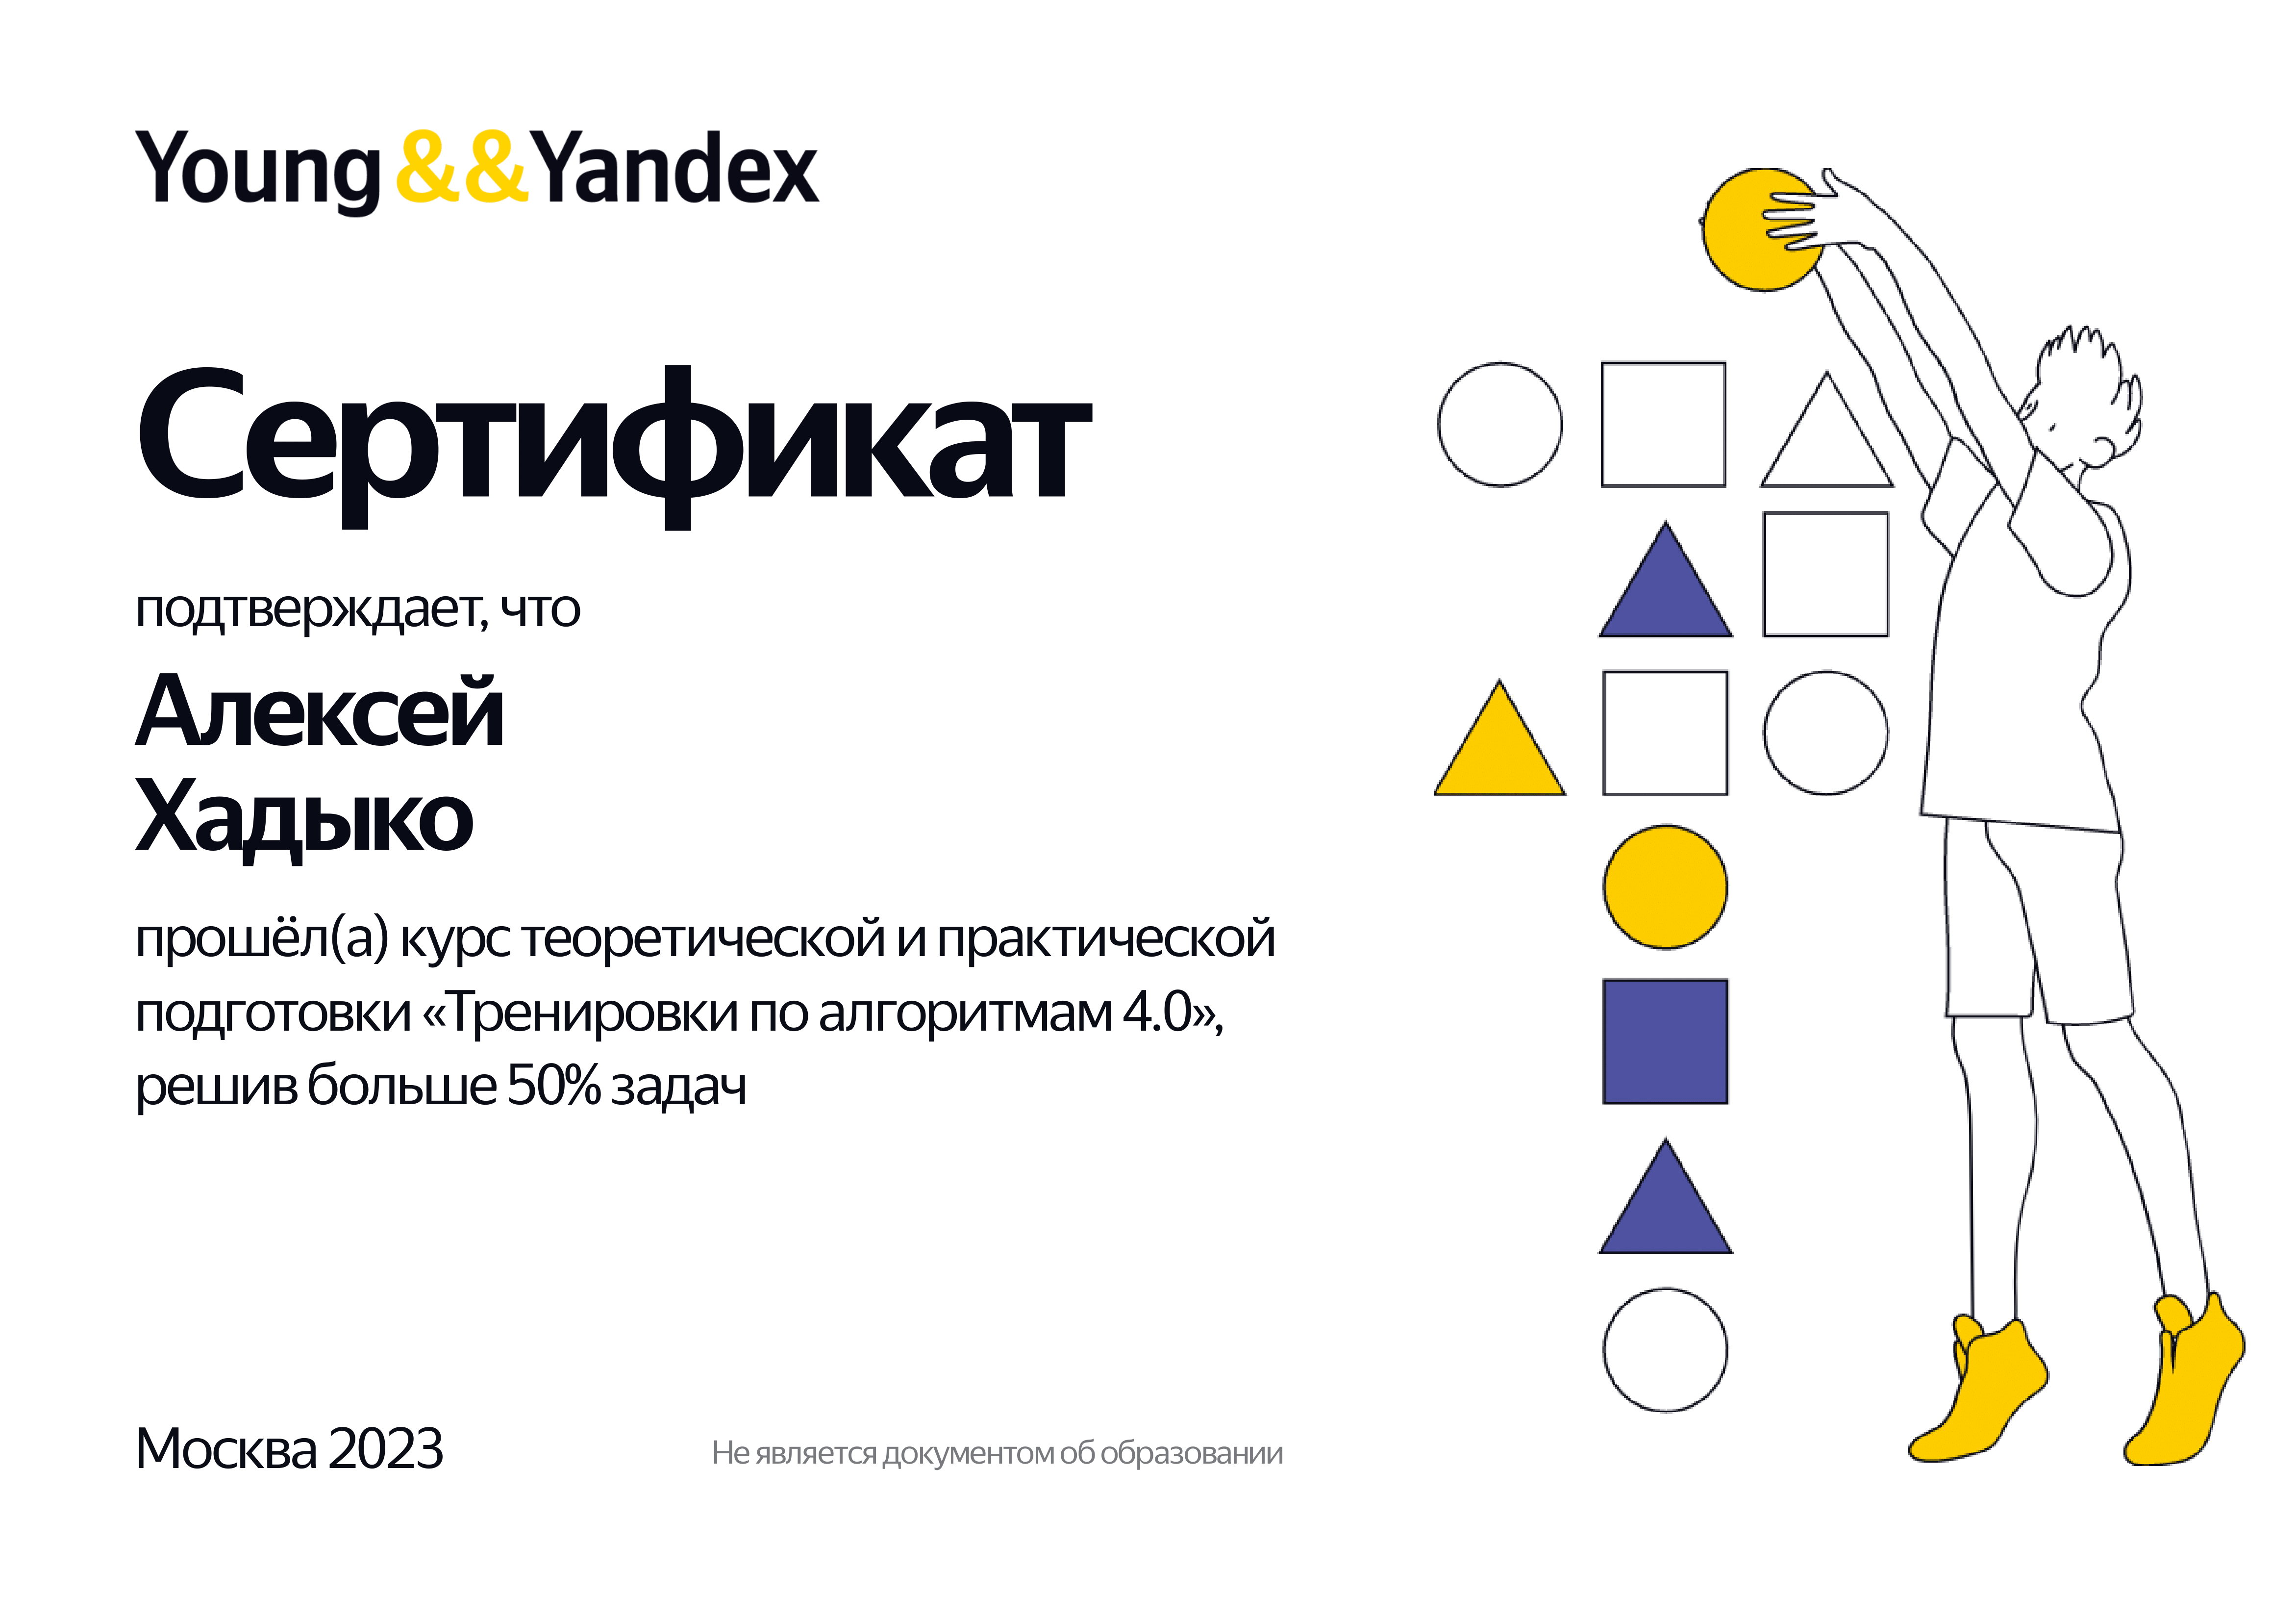 Young && Yandex
Сертификат
подтверждает, что
Алексей
Хадыко
прошёл(а) курс теоретической и практической
подготовки «Тренировки по алгоритмам 4.0»,
решив больше 50% задач
Москва 2023
Не является документом об образовании